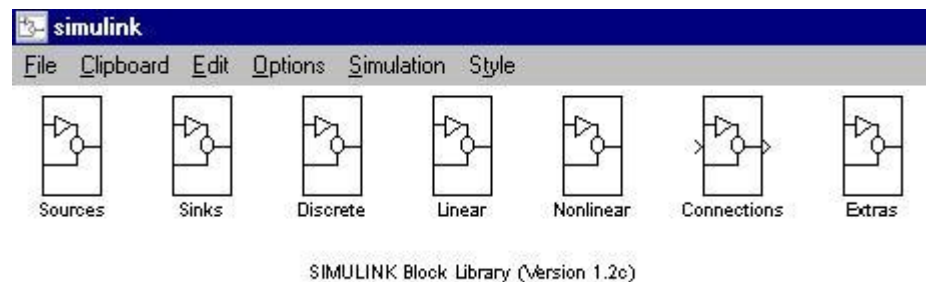 simulink
File Clipboard Edit Options Simulation Style
Sources Sinks Discrete Linear Nonlinear Connections Extras
SIMULINK Block Library (Version 1.2c)